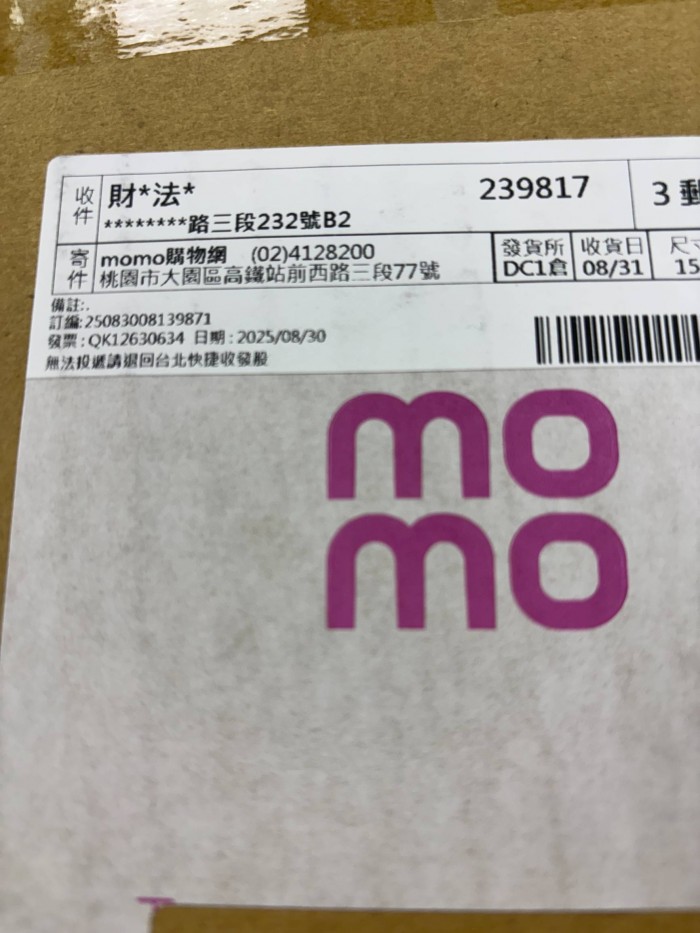 收件 財*法* 239817 3 郵
********路三段232號B2
寄件 momo購物網 (02)4128200 發貨所 收貨日 尺寸
桃園市大園區高鐵站前西路三段77號 DC1倉 08/31 15
備註:.
訂編:25083008139871
發票:QK12630634 日期:2025/08/30
無法投遞請退回台北快捷收發股
mo
mo